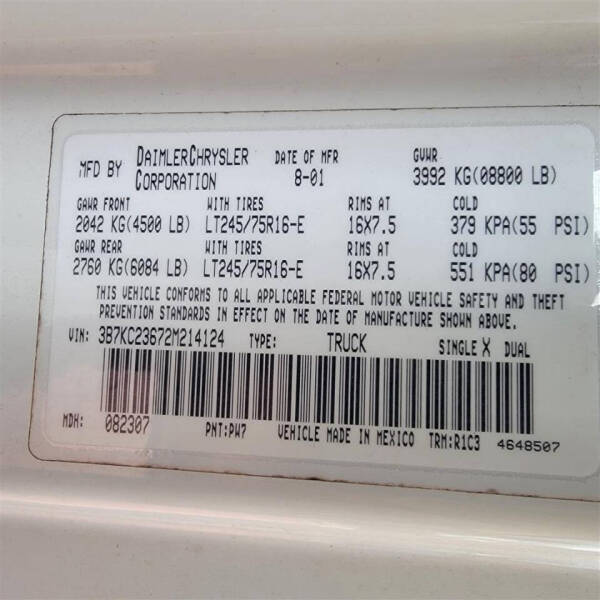 MFD BY DAIMLERCHRYSLER CORPORATION DATE OF MFR 8-01 GVWR 3992 KG(08800 LB)
GAWR FRONT WITH TIRES RIMS AT COLD
2042 KG(4500 LB) LT245/75R16-E 16X7.5 379 KPA(55 PSI)
GAWR REAR WITH TIRES RIMS AT COLD
2760 KG(6084 LB) LT245/75R16-E 16X7.5 551 KPA(80 PSI)
THIS VEHICLE CONFORMS TO ALL APPLICABLE FEDERAL MOTOR VEHICLE SAFETY AND THEFT
PREVENTION STANDARDS IN EFFECT ON THE DATE OF MANUFACTURE SHOWN ABOVE.
VIN: 3B7KC23672M214124 TYPE: TRUCK SINGLE X DUAL
MDH: 082307 PNT:PW7 VEHICLE MADE IN MEXICO TRM:R1C3 4648507